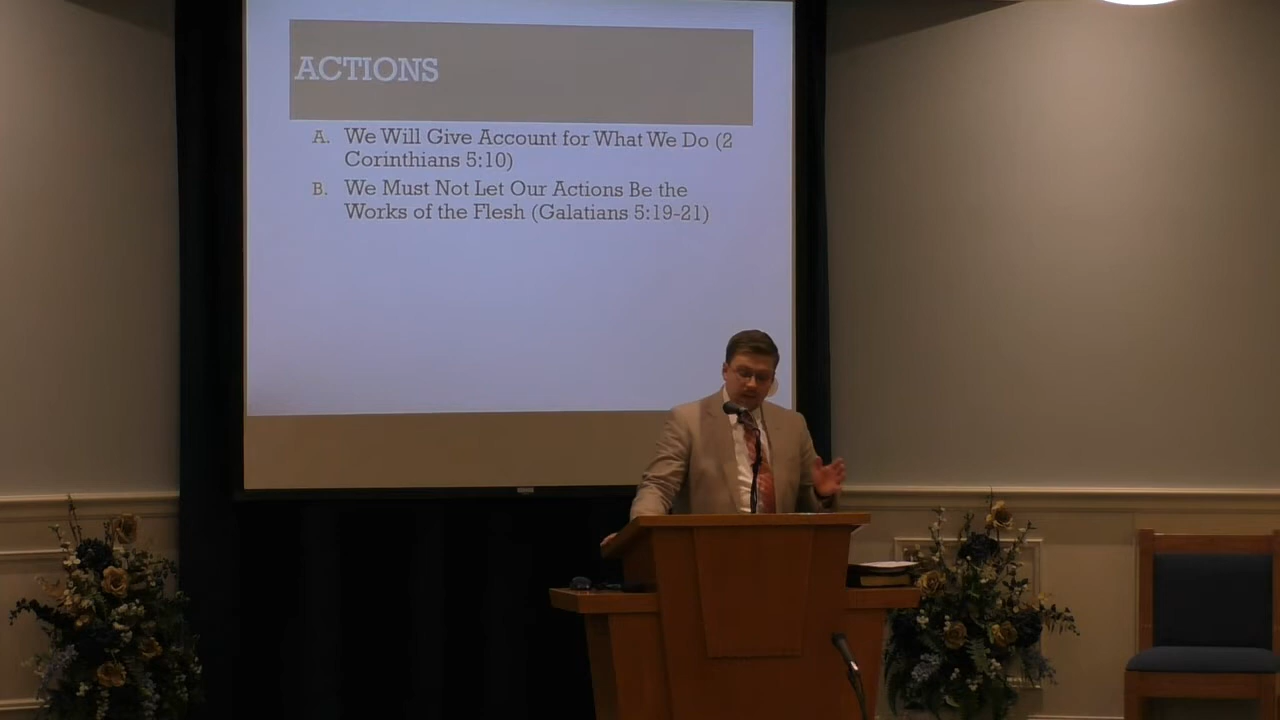 ACTIONS
A. We Will Give Account for What We Do (2
Corinthians 5:10)
B. We Must Not Let Our Actions Be the
Works of the Flesh (Galatians 5:19-21)